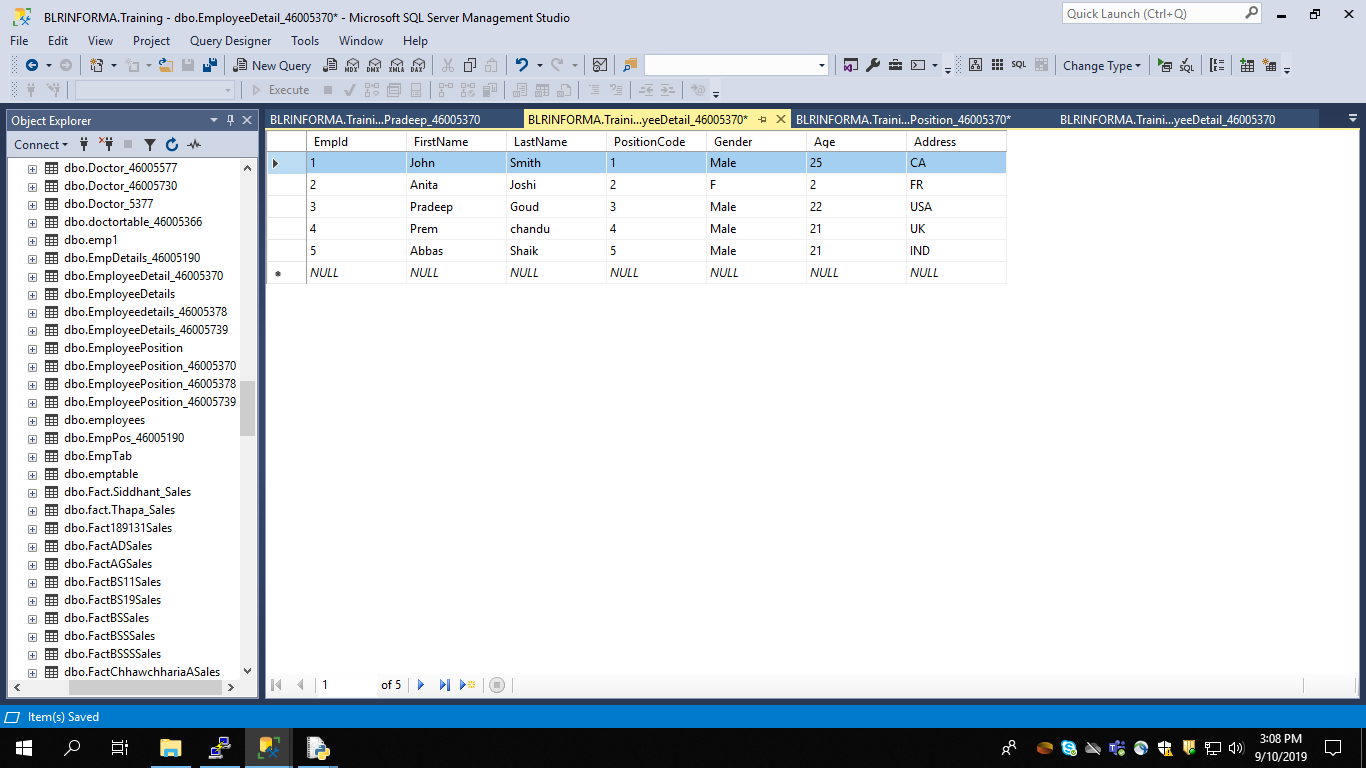 BLRINFORMA.Training - dbo.EmployeeDetail_46005370* - Microsoft SQL Server Management Studio
Quick Launch (Ctrl+Q)
File Edit View Project Query Designer Tools Window Help
New Query MDX DMX XMLA DAX SQL Change Type
Execute
Object Explorer
BLRINFORMA.Traini...Pradeep_46005370 BLRINFORMA.Traini...yeeDetail_46005370* BLRINFORMA.Traini...Position_46005370* BLRINFORMA.Traini...yeeDetail_46005370
Connect
dbo.Doctor_46005577
dbo.Doctor_46005730
dbo.Doctor_5377
dbo.doctortable_46005366
dbo.emp1
dbo.EmpDetails_46005190
dbo.EmployeeDetail_46005370
dbo.EmployeeDetails
dbo.Employeedetails_46005378
dbo.EmployeeDetails_46005739
dbo.EmployeePosition
dbo.EmployeePosition_46005370
dbo.EmployeePosition_46005378
dbo.EmployeePosition_46005739
dbo.employees
dbo.EmpPos_46005190
dbo.EmpTab
dbo.emptable
dbo.Fact.Siddhant_Sales
dbo.fact.Thapa_Sales
dbo.Fact189131Sales
dbo.FactADSales
dbo.FactAGSales
dbo.FactBS11Sales
dbo.FactBS19Sales
dbo.FactBSSales
dbo.FactBSSSales
dbo.FactBSSSSales
dbo.FactChhawchhariaASales
EmpId FirstName LastName PositionCode Gender Age Address
1 John Smith 1 Male 25 CA
2 Anita Joshi 2 F 2 FR
3 Pradeep Goud 3 Male 22 USA
4 Prem chandu 4 Male 21 UK
5 Abbas Shaik 5 Male 21 IND
NULL NULL NULL NULL NULL NULL NULL
1 of 5
Item(s) Saved
3:08 PM
9/10/2019